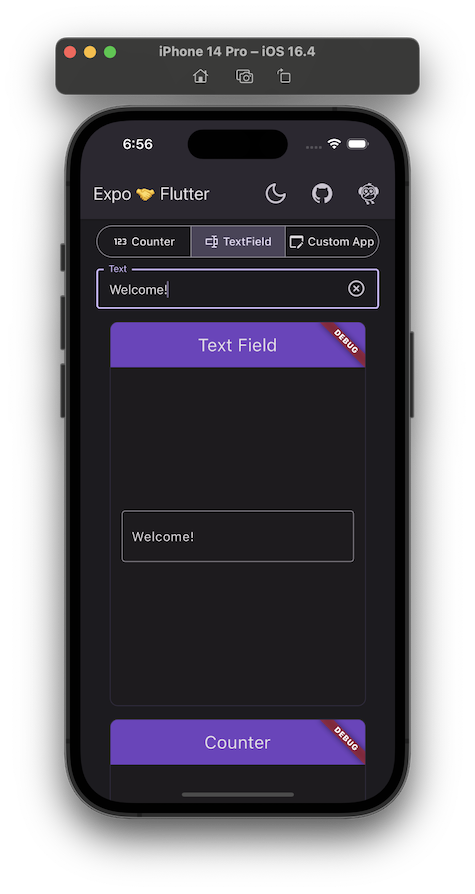 iPhone 14 Pro – iOS 16.4
6:56
Expo 🤝 Flutter
123 Counter
TextField
Custom App
Text
Welcome!
Text Field
DEBUG
Welcome!
Counter
DEBUG